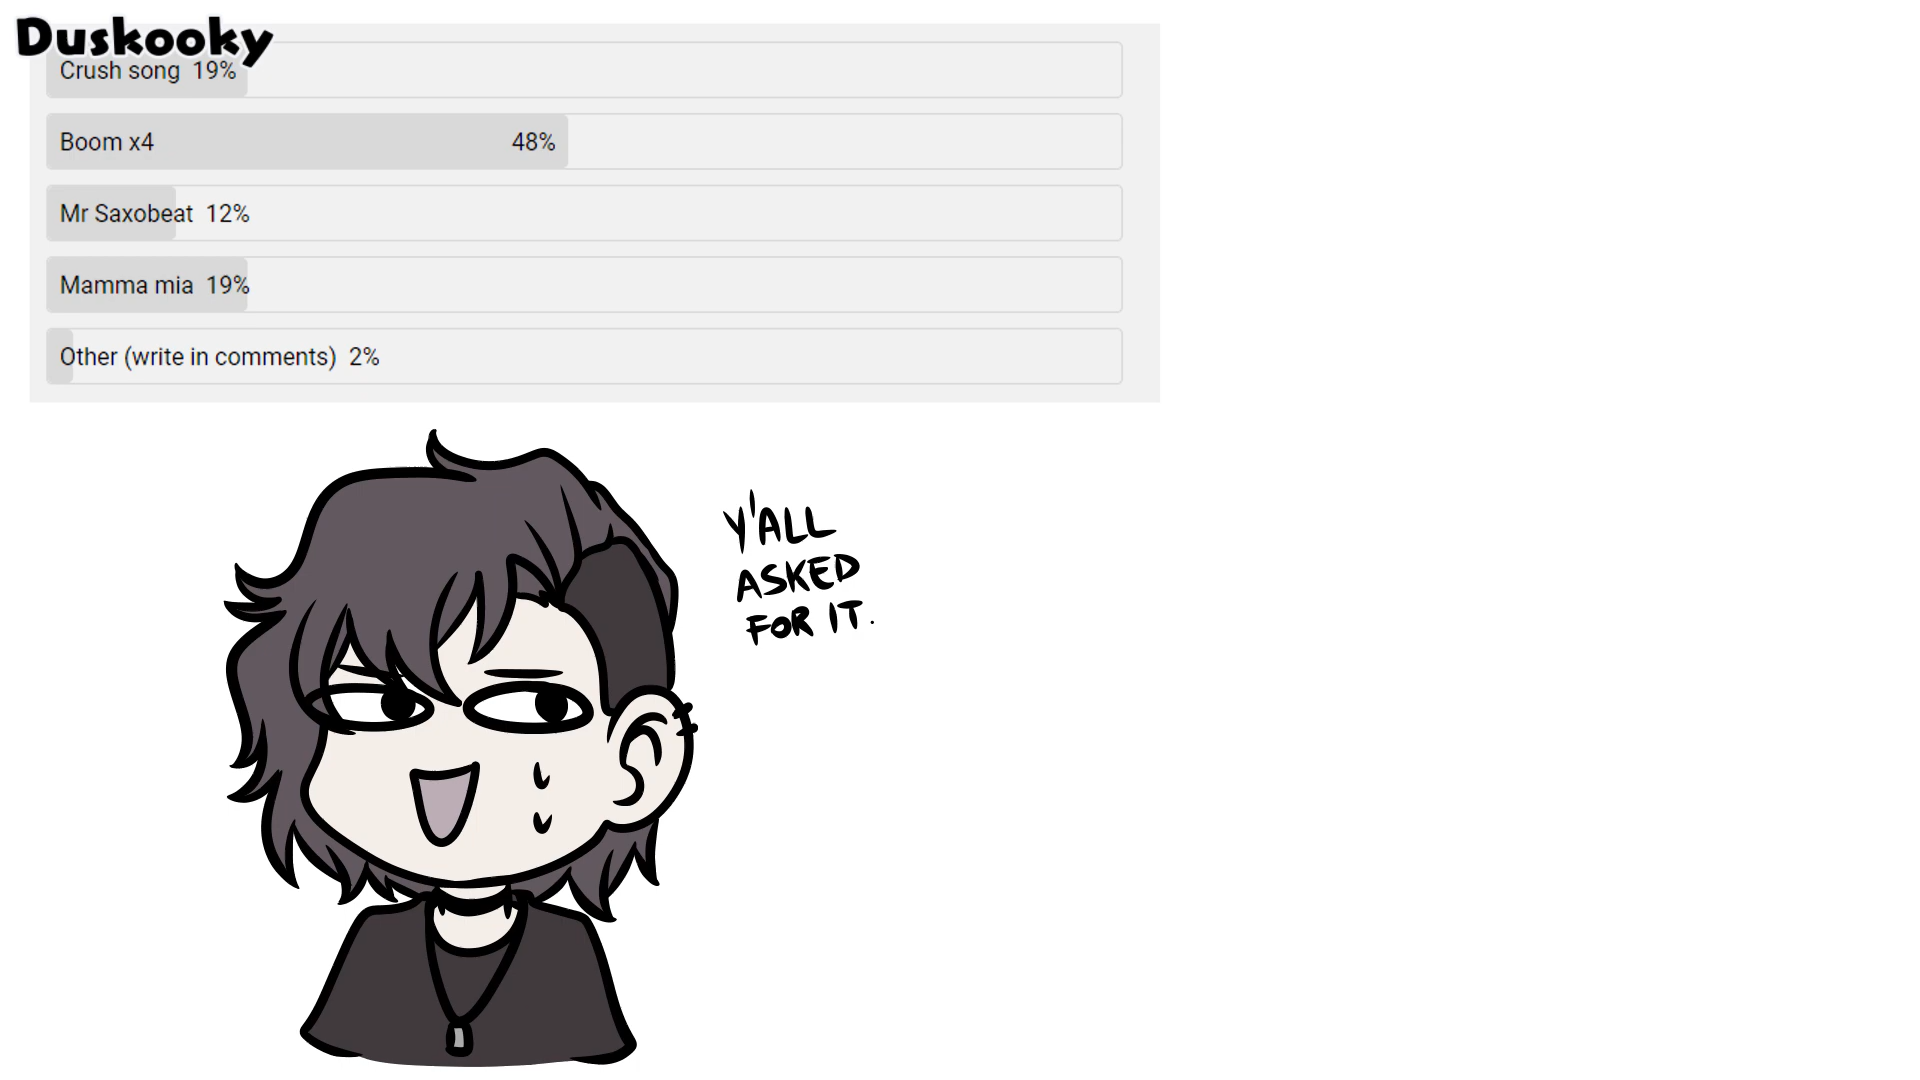 Duskooky
Crush song 19%
Boom x4 48%
Mr Saxobeat 12%
Mamma mia 19%
Other (write in comments) 2%
Y'ALL
ASKED
FOR IT.